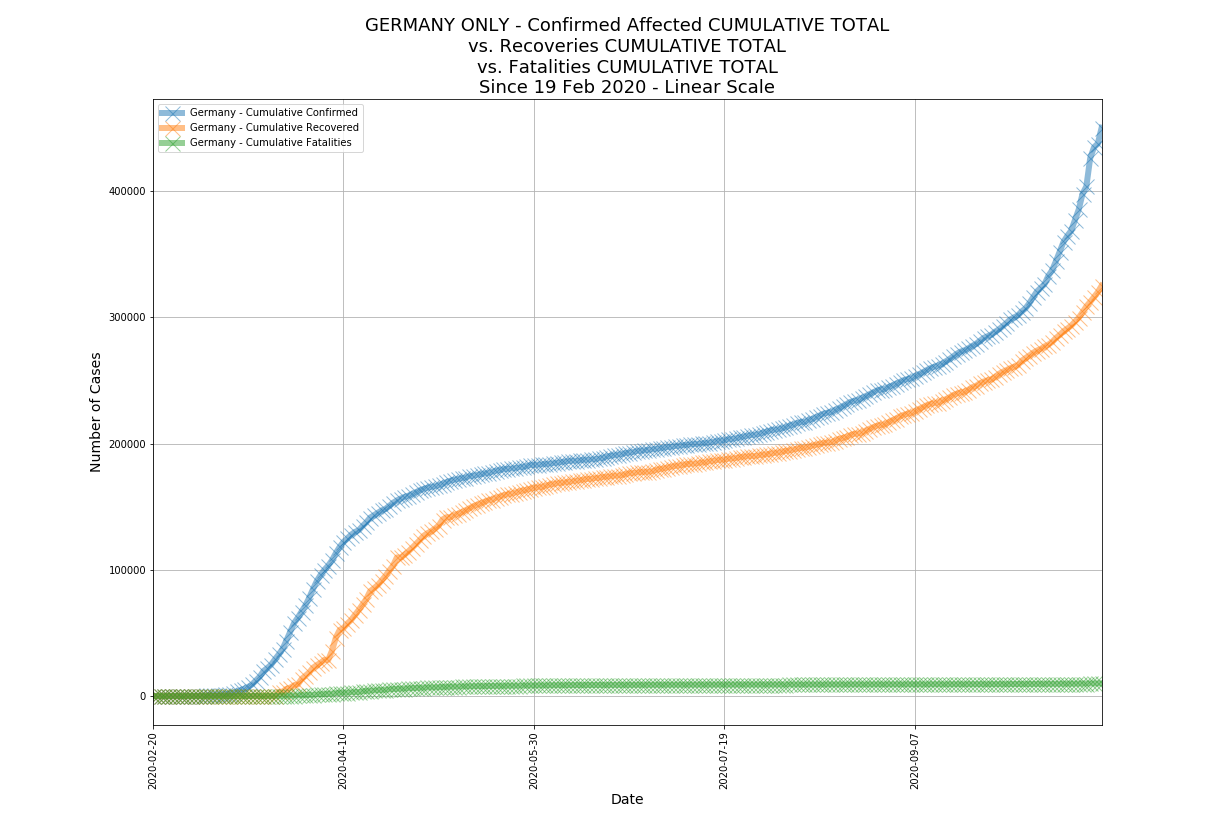 GERMANY ONLY - Confirmed Affected CUMULATIVE TOTAL
vs. Recoveries CUMULATIVE TOTAL
vs. Fatalities CUMULATIVE TOTAL
Since 19 Feb 2020 - Linear Scale
Germany - Cumulative Confirmed
Germany - Cumulative Recovered
Germany - Cumulative Fatalities
Number of Cases
400000
300000
200000
100000
0
2020-02-20
2020-04-10
2020-05-30
2020-07-19
2020-09-07
Date